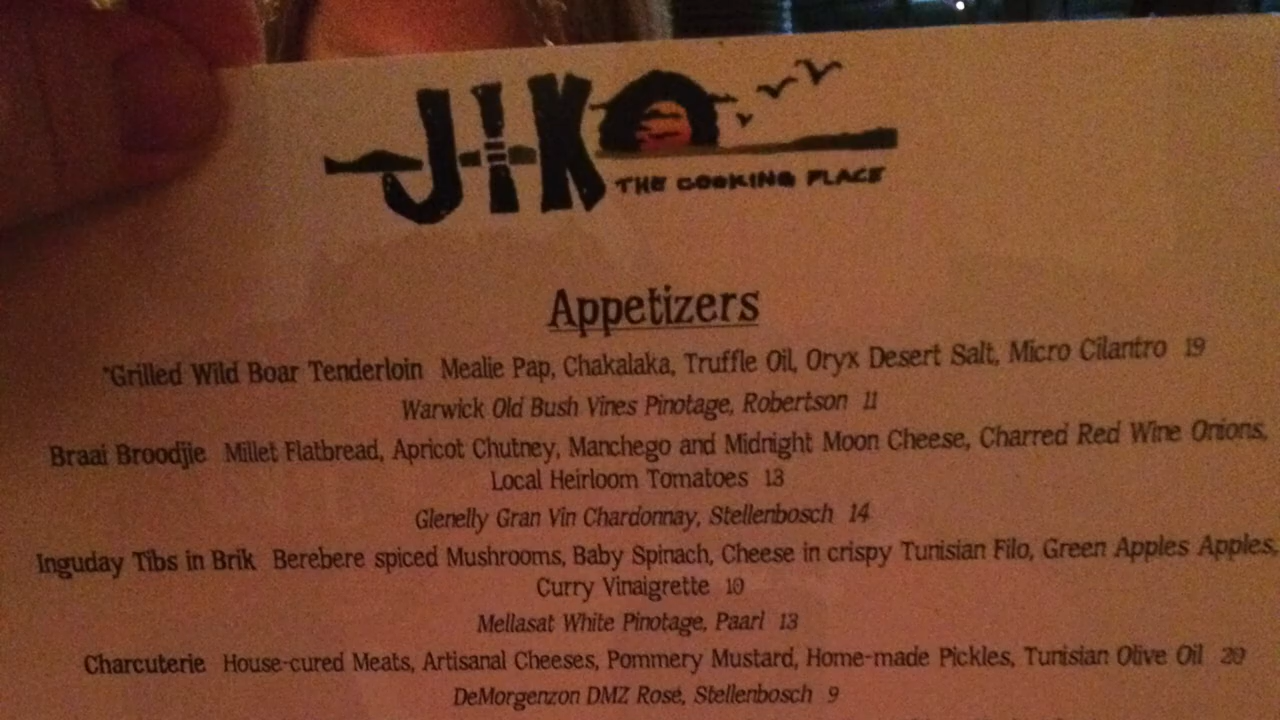 JIKO
THE COOKING PLACE
Appetizers
*Grilled Wild Boar Tenderloin Mealie Pap, Chakalaka, Truffle Oil, Oryx Desert Salt, Micro Cilantro 19
Warwick Old Bush Vines Pinotage, Robertson 11
Braai Broodjie Millet Flatbread, Apricot Chutney, Manchego and Midnight Moon Cheese, Charred Red Wine Onions,
Local Heirloom Tomatoes 13
Glenelly Gran Vin Chardonnay, Stellenbosch 14
Inguday Tibs in Brik Berebere spiced Mushrooms, Baby Spinach, Cheese in crispy Tunisian Filo, Green Apples Apples,
Curry Vinaigrette 10
Mellasat White Pinotage, Paarl 13
Charcuterie House-cured Meats, Artisanal Cheeses, Pommery Mustard, Home-made Pickles, Tunisian Olive Oil 20
DeMorgenzon DMZ Rosé, Stellenbosch 9